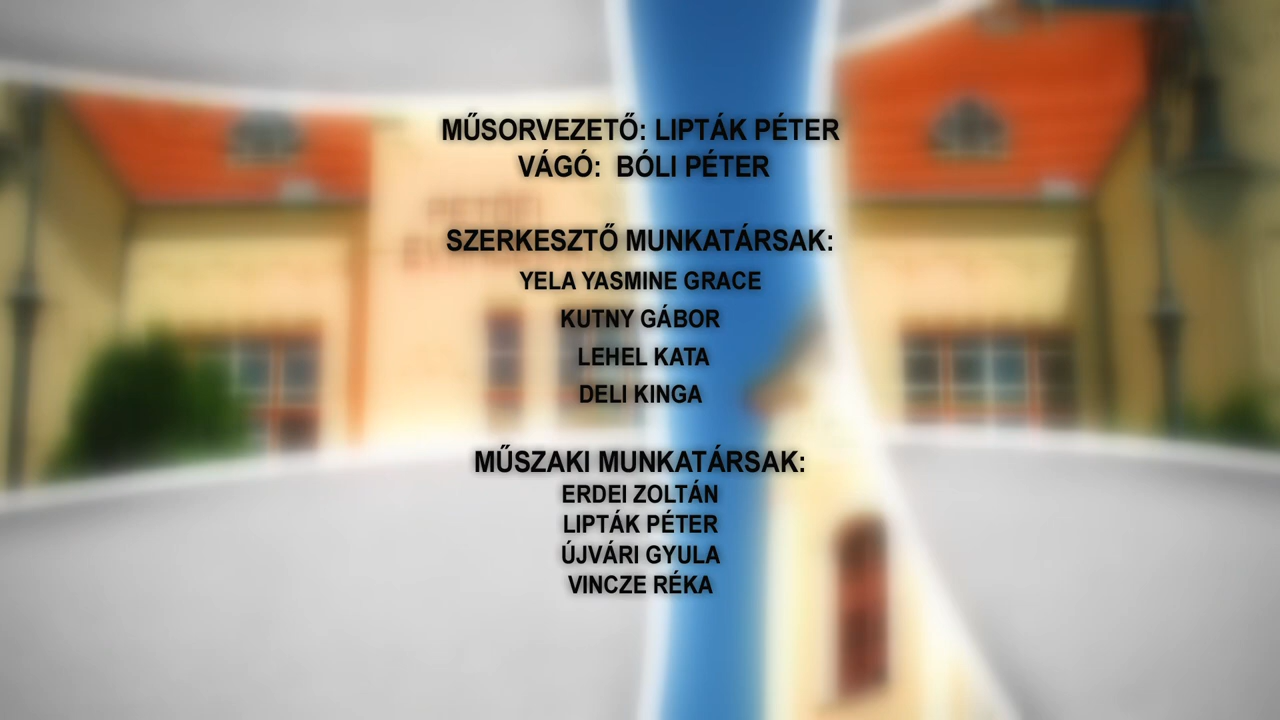 MŰSORVEZETŐ: LIPTÁK PÉTER
VÁGÓ: BÓLI PÉTER
SZERKESZTŐ MUNKATÁRSAK:
YELA YASMINE GRACE
KUTNY GÁBOR
LEHEL KATA
DELI KINGA
MŰSZAKI MUNKATÁRSAK:
ERDEI ZOLTÁN
LIPTÁK PÉTER
ÚJVÁRI GYULA
VINCZE RÉKA